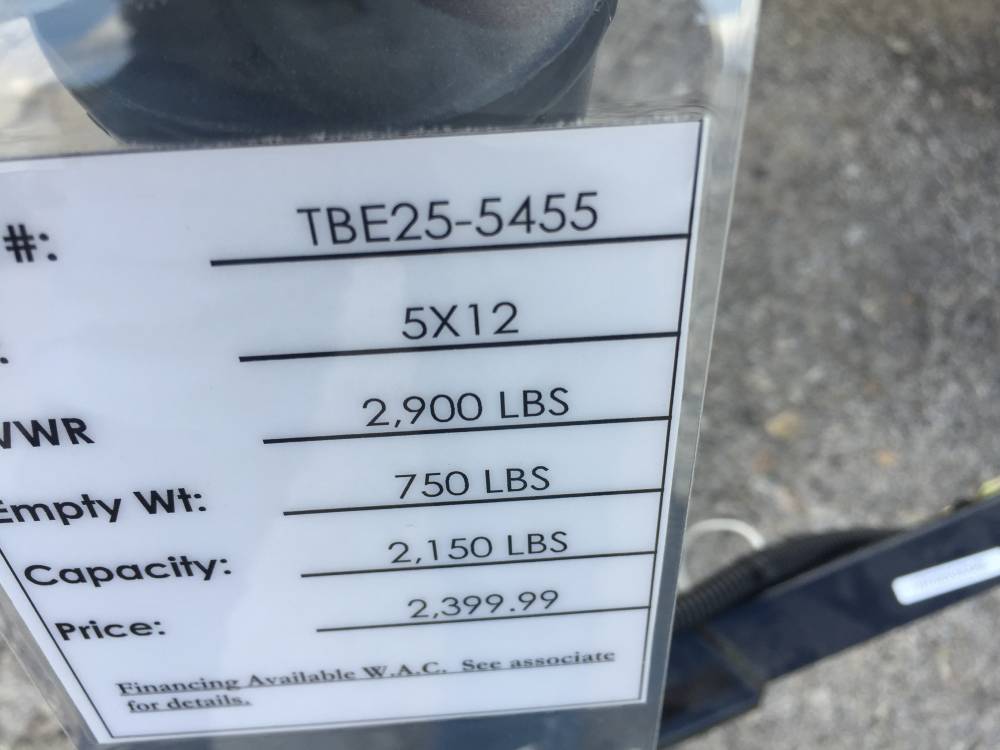 #: TBE25-5455
5X12
VWR 2,900 LBS
Empty Wt: 750 LBS
Capacity: 2,150 LBS
Price: 2,399.99
Financing Available W.A.C. See associate
for details.